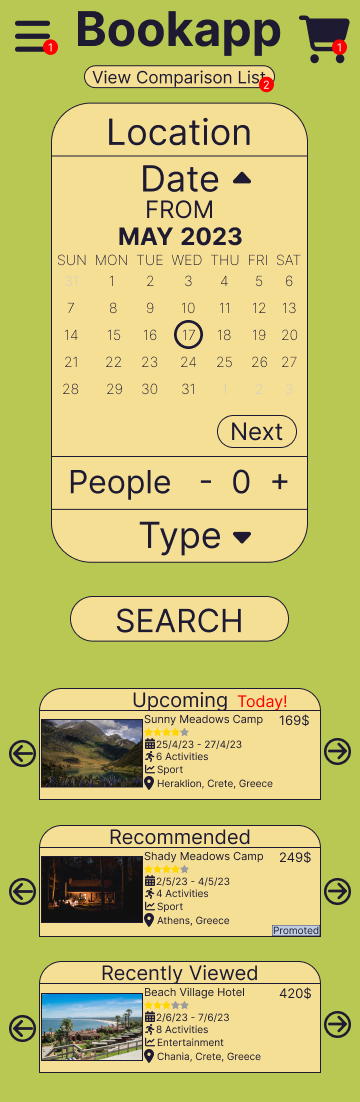 Bookapp
1
1
View Comparison List
2
Location
Date
FROM
MAY 2023
SUN MON TUE WED THU FRI SAT
31 1 2 3 4 5 6
7 8 9 10 11 12 13
14 15 16 17 18 19 20
21 22 23 24 25 26 27
28 29 30 31 1 2 3
Next
People - 0 +
Type
SEARCH
Upcoming Today!
Sunny Meadows Camp 169$
25/4/23 - 27/4/23
6 Activities
Sport
Heraklion, Crete, Greece
Recommended
Shady Meadows Camp 249$
2/5/23 - 4/5/23
4 Activities
Sport
Athens, Greece
Promoted
Recently Viewed
Beach Village Hotel 420$
2/6/23 - 7/6/23
8 Activities
Entertainment
Chania, Crete, Greece